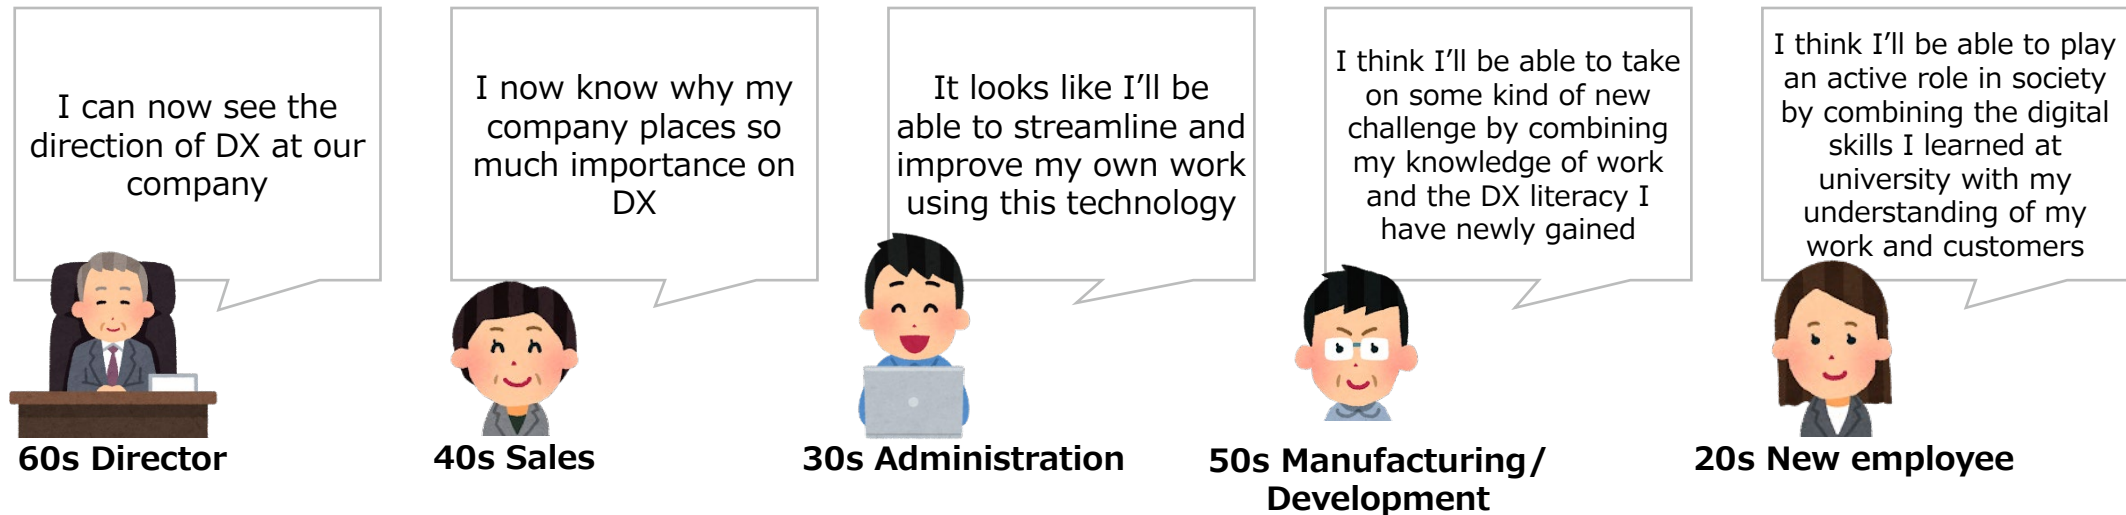 I can now see the
direction of DX at our
company
60s Director
I now know why my
company places so
much importance on
DX
40s Sales
It looks like I’ll be
able to streamline and
improve my own work
using this technology
30s Administration
I think I’ll be able to take
on some kind of new
challenge by combining
my knowledge of work
and the DX literacy I
have newly gained
50s Manufacturing/
Development
I think I’ll be able to play
an active role in society
by combining the digital
skills I learned at
university with my
understanding of my
work and customers
20s New employee